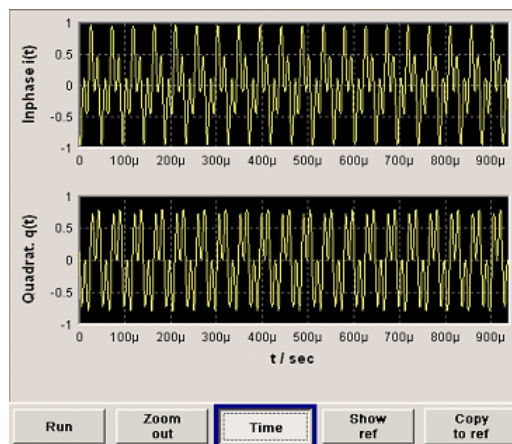 Inphase i(t)
1
0.5
0
-0.5
-1
0 100µ 200µ 300µ 400µ 500µ 600µ 700µ 800µ 900µ
Quadrat. q(t)
1
0.5
0
-0.5
-1
0 100µ 200µ 300µ 400µ 500µ 600µ 700µ 800µ 900µ
t / sec
Run
Zoom
out
Time
Show
ref
Copy
to ref